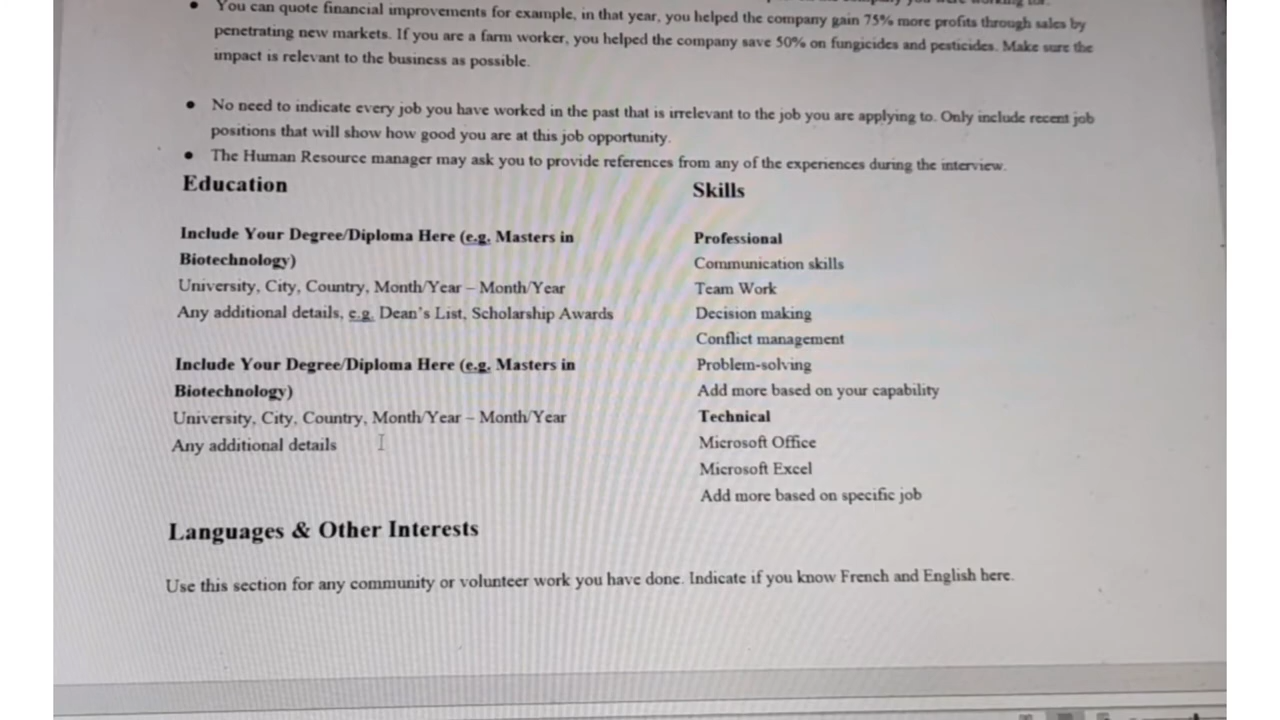 You can quote financial improvements for example, in that year, you helped the company gain 75% more profits through sales by
penetrating new markets. If you are a farm worker, you helped the company save 50% on fungicides and pesticides. Make sure the
impact is relevant to the business as possible.
No need to indicate every job you have worked in the past that is irrelevant to the job you are applying to. Only include recent job
positions that will show how good you are at this job opportunity.
The Human Resource manager may ask you to provide references from any of the experiences during the interview.
Education
Include Your Degree/Diploma Here (e.g. Masters in
Biotechnology)
University, City, Country, Month/Year – Month/Year
Any additional details, e.g. Dean's List, Scholarship Awards
Include Your Degree/Diploma Here (e.g. Masters in
Biotechnology)
University, City, Country, Month/Year – Month/Year
Any additional details
Skills
Professional
Communication skills
Team Work
Decision making
Conflict management
Problem-solving
Add more based on your capability
Technical
Microsoft Office
Microsoft Excel
Add more based on specific job
Languages & Other Interests
Use this section for any community or volunteer work you have done. Indicate if you know French and English here.